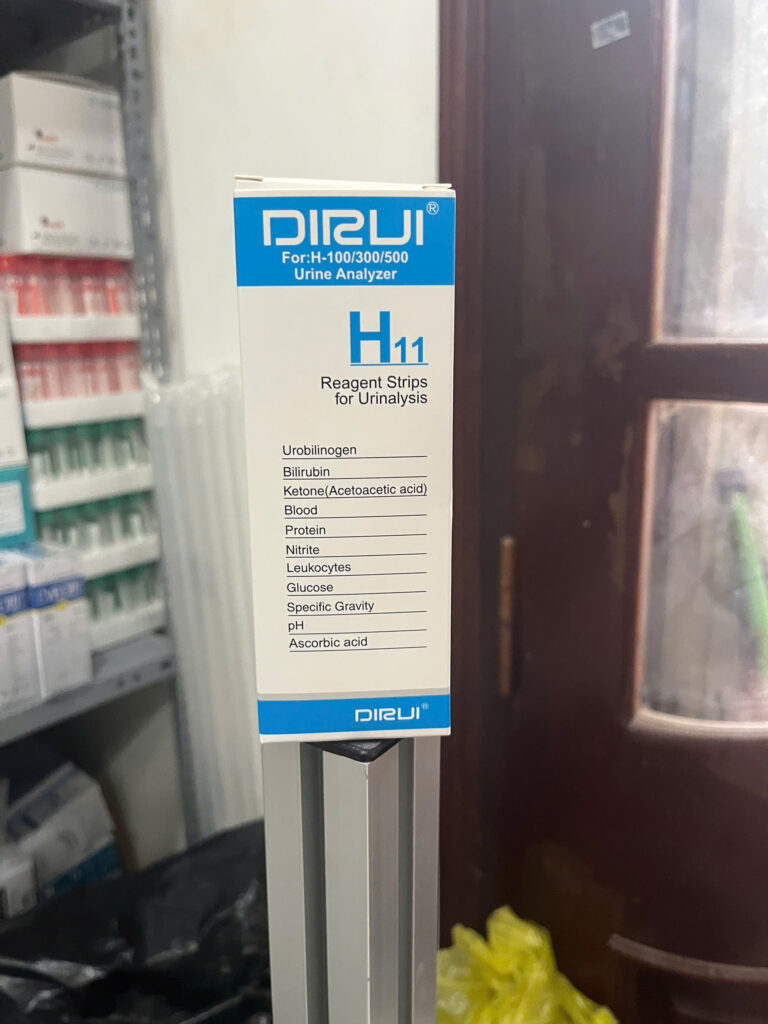 DIRUI®
For:H-100/300/500
Urine Analyzer
H11
Reagent Strips
for Urinalysis
Urobilinogen
Bilirubin
Ketone(Acetoacetic acid)
Blood
Protein
Nitrite
Leukocytes
Glucose
Specific Gravity
pH
Ascorbic acid
DIRUI®